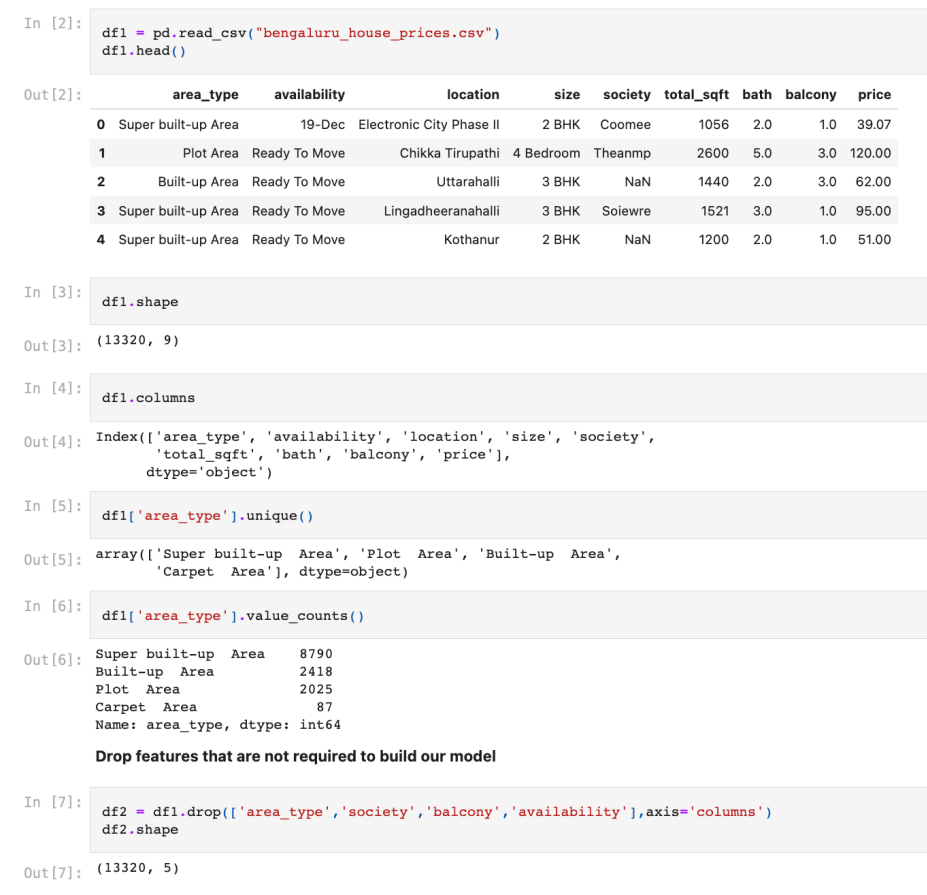 In [2]:
df1 = pd.read_csv("bengaluru_house_prices.csv")
df1.head()
Out[2]:
area_type availability location size society total_sqft bath balcony price
0 Super built-up Area 19-Dec Electronic City Phase II 2 BHK Coomee 1056 2.0 1.0 39.07
1 Plot Area Ready To Move Chikka Tirupathi 4 Bedroom Theanmp 2600 5.0 3.0 120.00
2 Built-up Area Ready To Move Uttarahalli 3 BHK NaN 1440 2.0 3.0 62.00
3 Super built-up Area Ready To Move Lingadheeranahalli 3 BHK Soiewre 1521 3.0 1.0 95.00
4 Super built-up Area Ready To Move Kothanur 2 BHK NaN 1200 2.0 1.0 51.00
In [3]:
df1.shape
Out[3]:
(13320, 9)
In [4]:
df1.columns
Out[4]:
Index(['area_type', 'availability', 'location', 'size', 'society',
'total_sqft', 'bath', 'balcony', 'price'],
dtype='object')
In [5]:
df1['area_type'].unique()
Out[5]:
array(['Super built-up  Area', 'Plot  Area', 'Built-up  Area',
'Carpet  Area'], dtype=object)
In [6]:
df1['area_type'].value_counts()
Out[6]:
Super built-up  Area    8790
Built-up  Area          2418
Plot  Area              2025
Carpet  Area              87
Name: area_type, dtype: int64
Drop features that are not required to build our model
In [7]:
df2 = df1.drop(['area_type','society','balcony','availability'],axis='columns')
df2.shape
Out[7]:
(13320, 5)